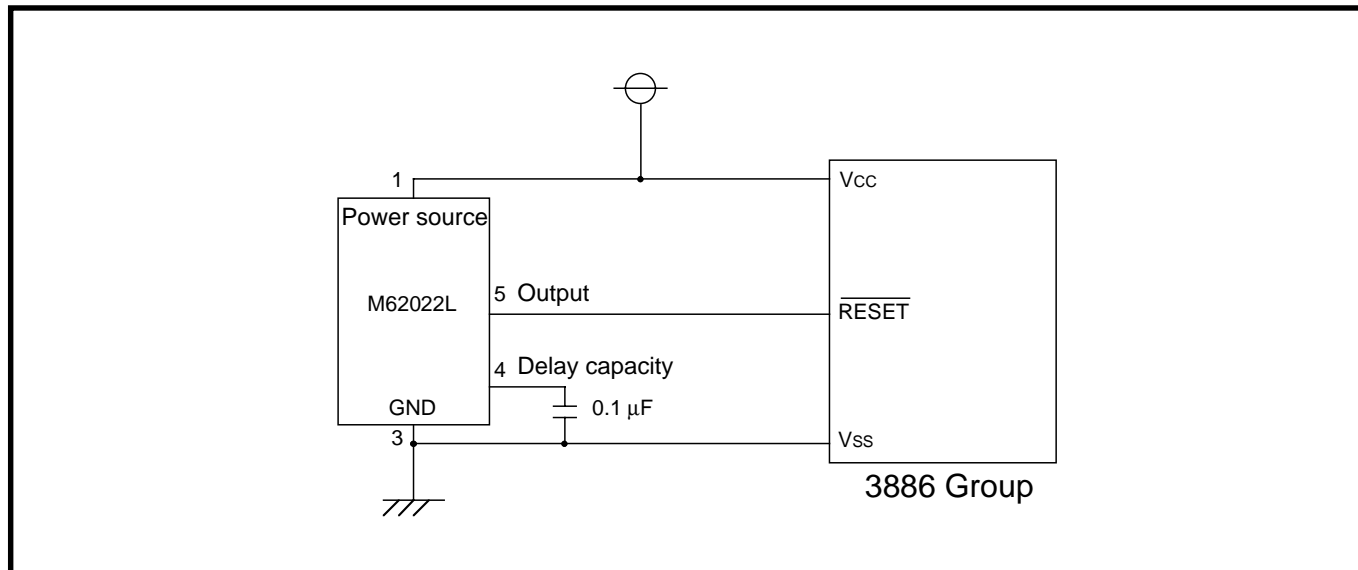 1
Vcc
Power source
5 Output
M62022L
RESET
4 Delay capacity
GND
0.1 μF
3
Vss
3886 Group